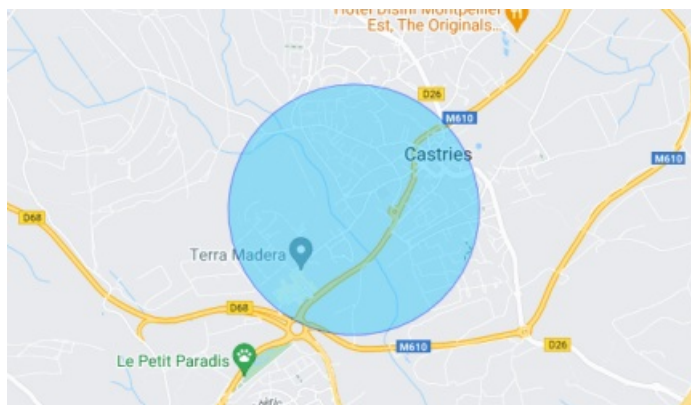 Hotel Disini Montpellier
Est, The Originals...
D26
M610
Castries
M610
D68
Terra Madera
D68
M610
D26
Le Petit Paradis